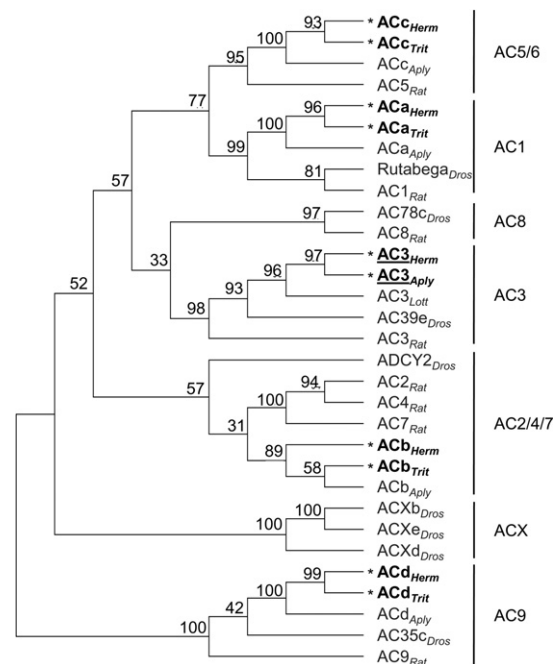 93
* ACcHerm
* ACcTrit
100
ACcAply
95
AC5Rat
AC5/6
77
96
* ACaHerm
* ACaTrit
100
ACaAply
99
RutabegaDros
81
AC1Rat
AC1
57
97
AC78cDros
AC8Rat
AC8
33
97
* AC3Herm
* AC3Aply
96
AC3Lott
93
AC39eDros
98
AC3Rat
AC3
52
ADCY2Dros
57
94
AC2Rat
AC4Rat
100
AC7Rat
31
* ACbHerm
89
* ACbTrit
58
ACbAply
AC2/4/7
100
ACXbDros
ACXeDros
100
ACXdDros
ACX
99
* ACdHerm
* ACdTrit
100
ACdAply
42
AC35cDros
100
AC9Rat
AC9